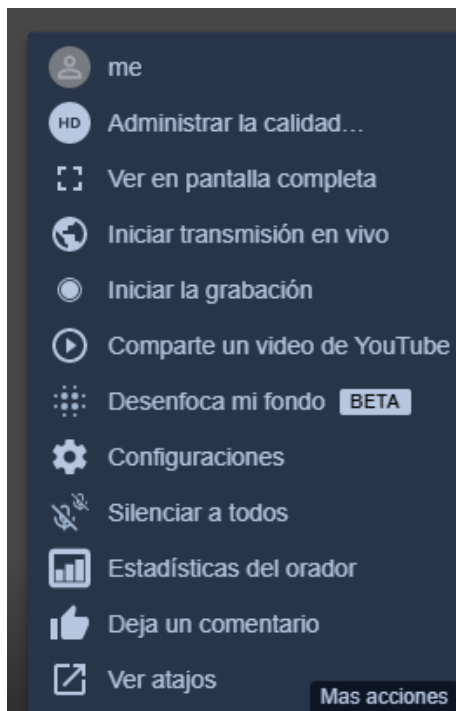 me
HD Administrar la calidad...
Ver en pantalla completa
Iniciar transmisión en vivo
Iniciar la grabación
Comparte un video de YouTube
Desenfoca mi fondo BETA
Configuraciones
Silenciar a todos
Estadísticas del orador
Deja un comentario
Ver atajos
Mas acciones